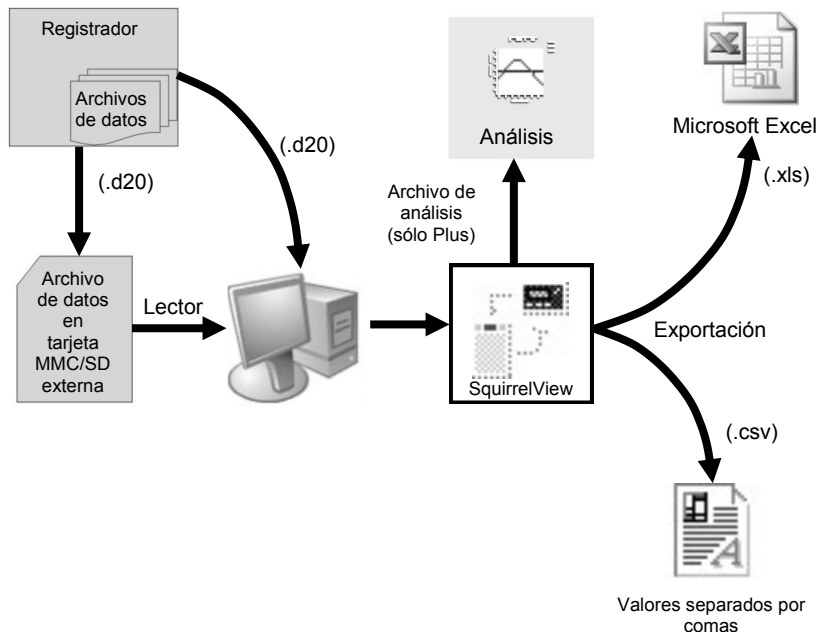 Registrador
Archivos
de datos
(.d20)
(.d20)
Archivo
de datos
en
tarjeta
MMC/SD
externa
Lector
Análisis
Archivo de
análisis
(sólo Plus)
SquirrelView
Microsoft Excel
(.xls)
Exportación
(.csv)
Valores separados por
comas